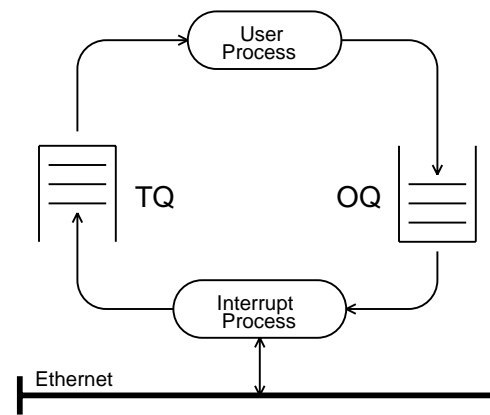 User
Process
TQ
OQ
Interrupt
Process
Ethernet